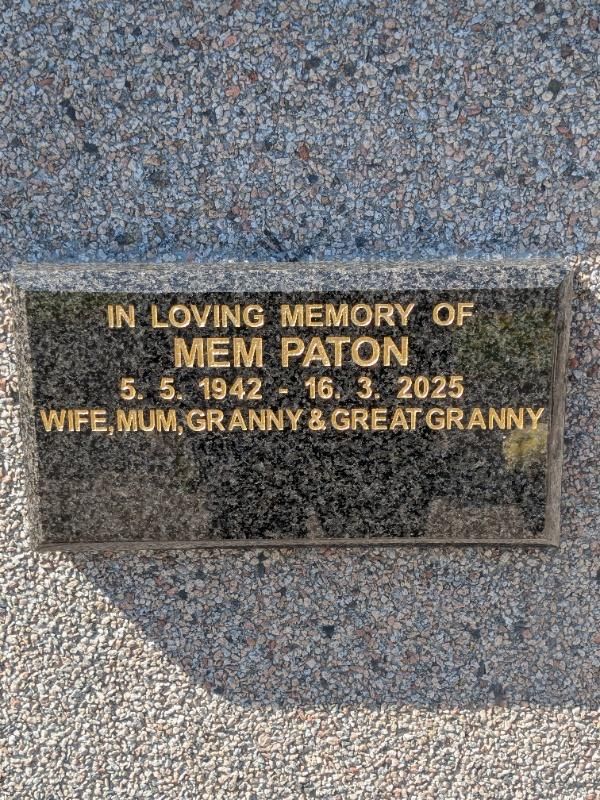 IN LOVING MEMORY OF
MEM PATON
5. 5. 1942 - 16. 3. 2025
WIFE, MUM, GRANNY & GREAT GRANNY